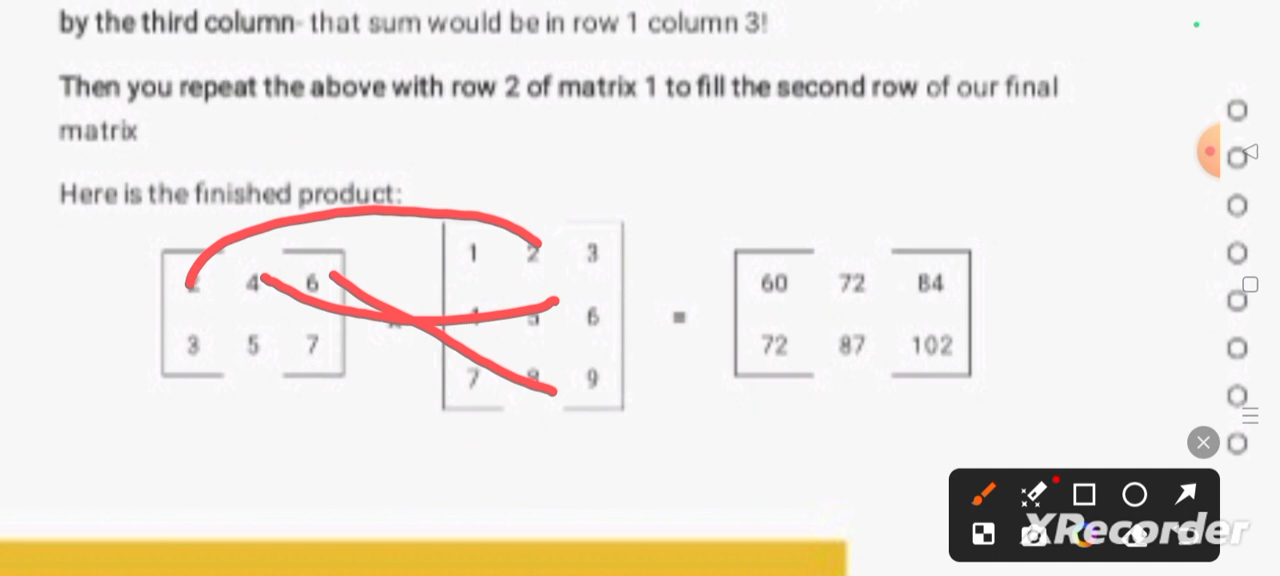 by the third column- that sum would be in row 1 column 3!
Then you repeat the above with row 2 of matrix 1 to fill the second row of our final
matrix
Here is the finished product:
1 2 3
4 6 60 72 84
5 6 =
3 5 7 72 87 102
7 8 9
XRecorder